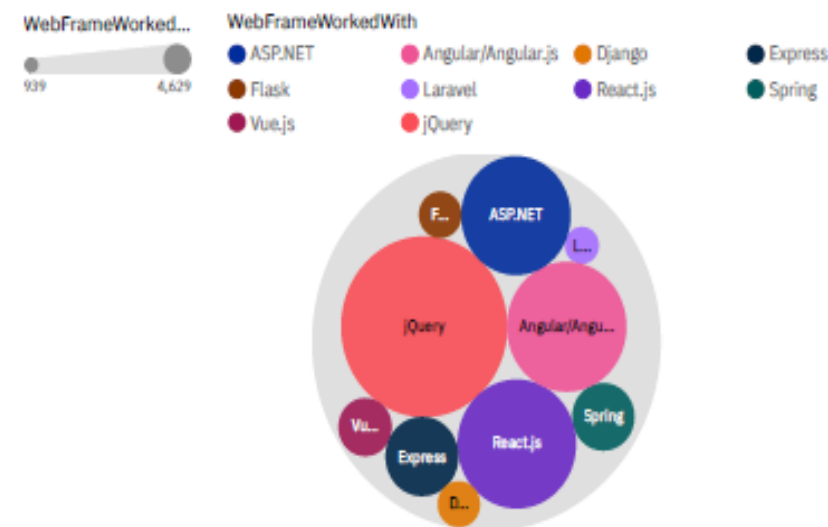 WebFrameWorked...
939 4,629
WebFrameWorkedWith
ASP.NET Angular/Angular.js Django Express
Flask Laravel React.js Spring
Vue.js jQuery
F... ASP.NET
L...
jQuery Angular/Angu...
Vu... Express React.js Spring
D...